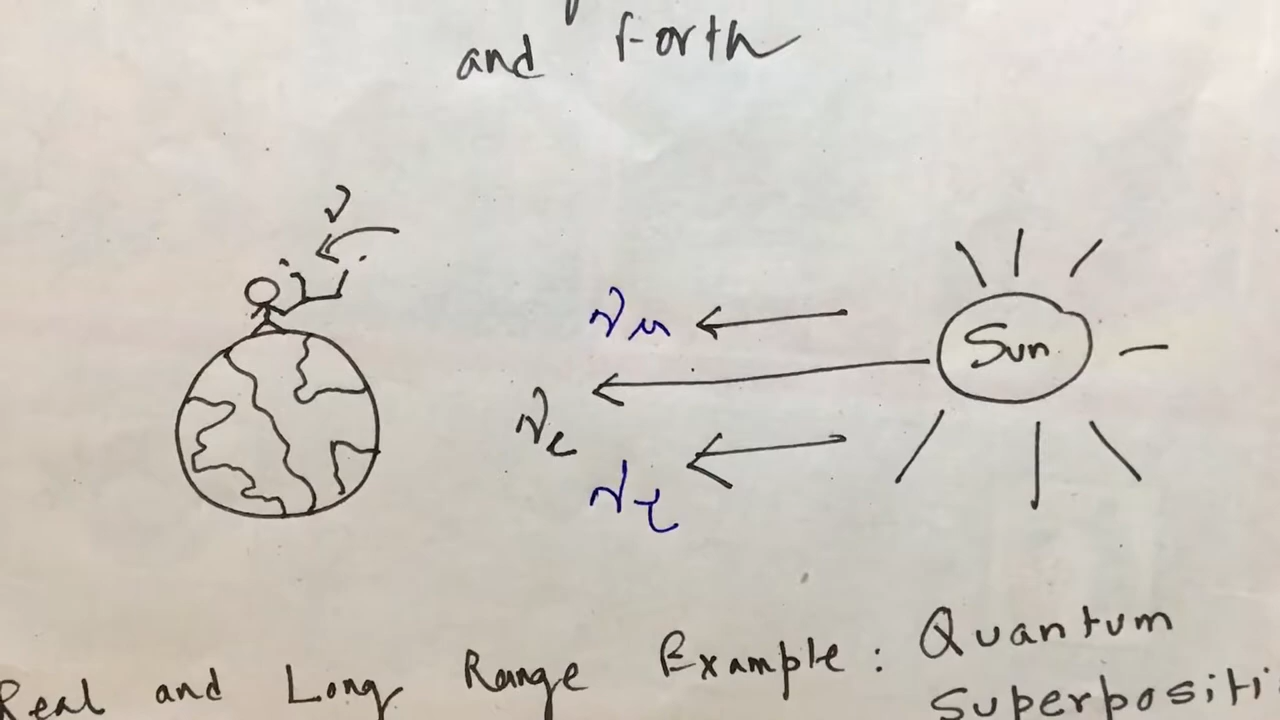 and forth
ν
Sun
νμ
νe
ντ
Real and Long Range Example: Quantum
Superpositi